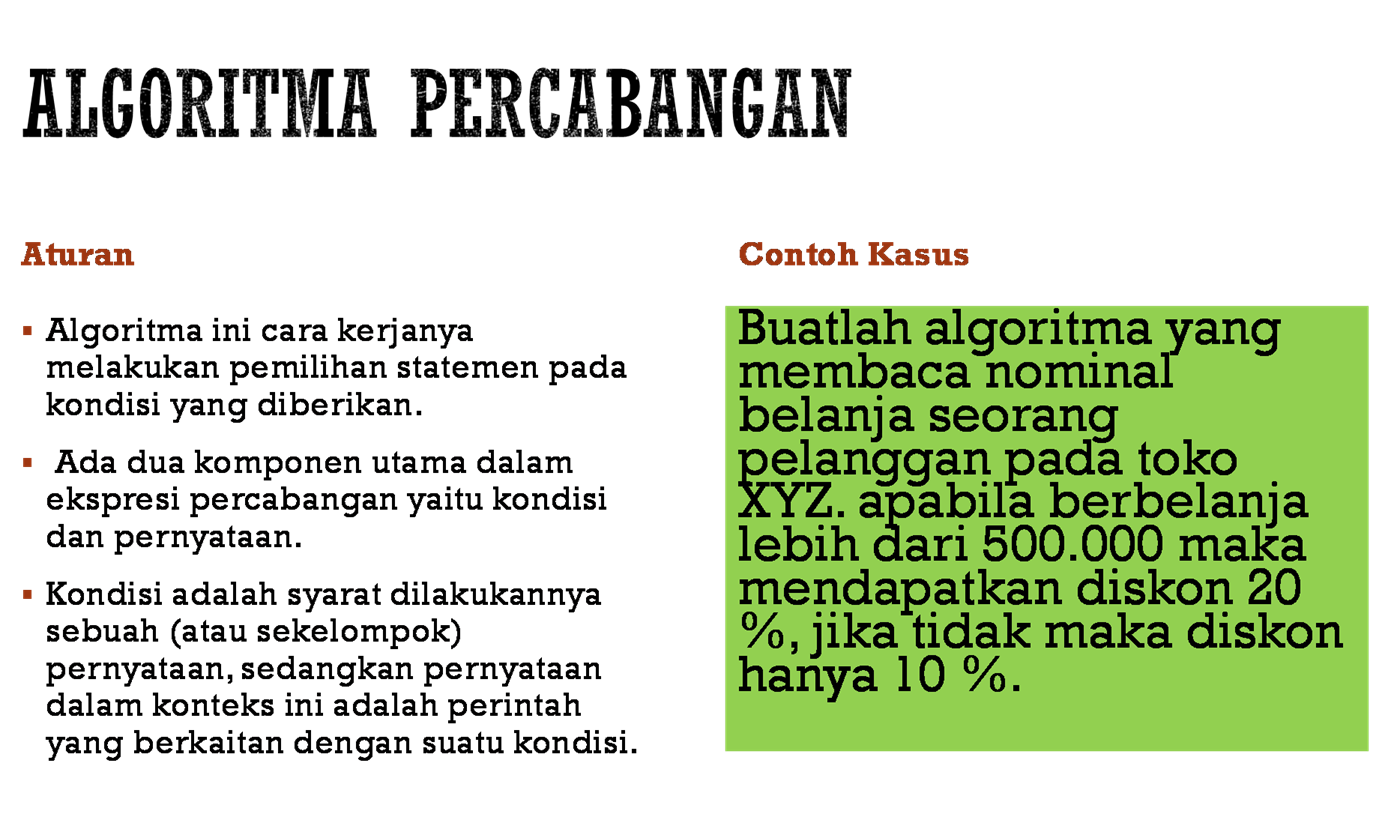 ALGORITMA PERCABANGAN
Aturan
▪ Algoritma ini cara kerjanya
melakukan pemilihan statemen pada
kondisi yang diberikan.
▪ Ada dua komponen utama dalam
ekspresi percabangan yaitu kondisi
dan pernyataan.
▪ Kondisi adalah syarat dilakukannya
sebuah (atau sekelompok)
pernyataan, sedangkan pernyataan
dalam konteks ini adalah perintah
yang berkaitan dengan suatu kondisi.
Contoh Kasus
Buatlah algoritma yang
membaca nominal
belanja seorang
pelanggan pada toko
XYZ. apabila berbelanja
lebih dari 500.000 maka
mendapatkan diskon 20
%, jika tidak maka diskon
hanya 10 %.